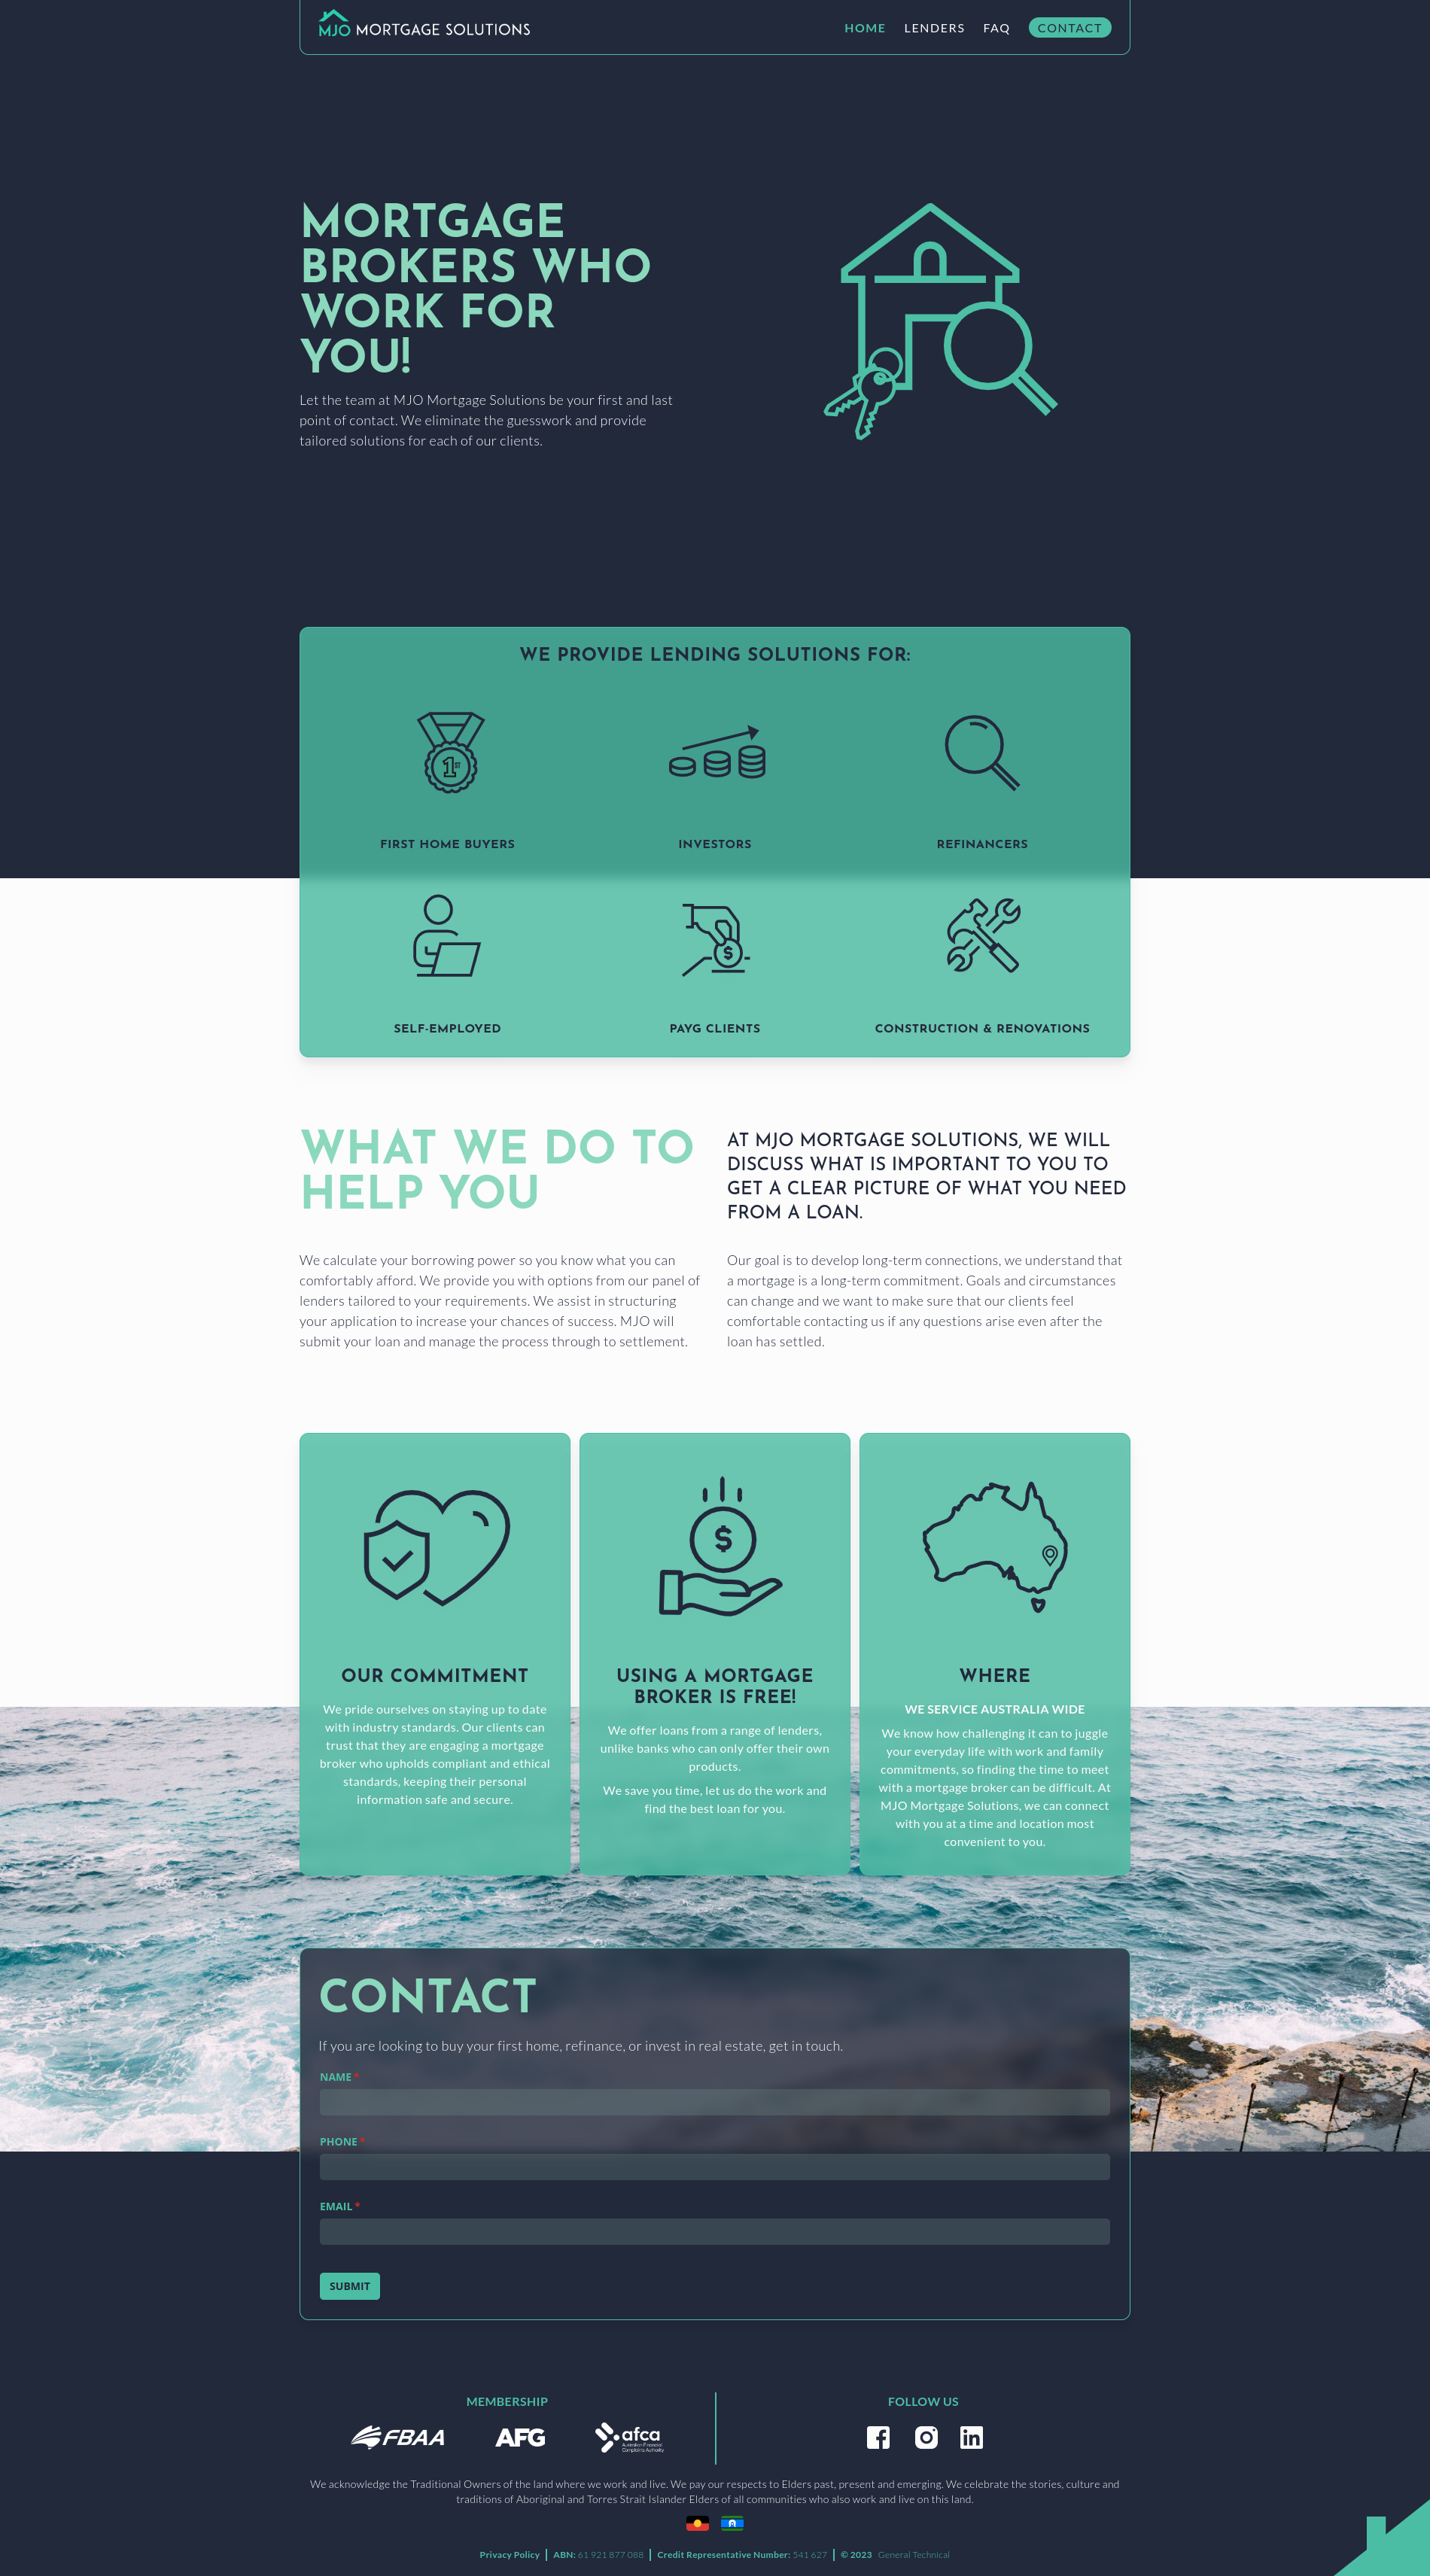 MJO MORTGAGE SOLUTIONS
HOME LENDERS FAQ CONTACT
MORTGAGE
BROKERS WHO
WORK FOR
YOU!
Let the team at MJO Mortgage Solutions be your first and last
point of contact. We eliminate the guesswork and provide
tailored solutions for each of our clients.
WE PROVIDE LENDING SOLUTIONS FOR:
1ST
FIRST HOME BUYERS
INVESTORS
REFINANCERS
$
SELF-EMPLOYED
PAYG CLIENTS
CONSTRUCTION & RENOVATIONS
WHAT WE DO TO
HELP YOU
AT MJO MORTGAGE SOLUTIONS, WE WILL
DISCUSS WHAT IS IMPORTANT TO YOU TO
GET A CLEAR PICTURE OF WHAT YOU NEED
FROM A LOAN.
We calculate your borrowing power so you know what you can
comfortably afford. We provide you with options from our panel of
lenders tailored to your requirements. We assist in structuring
your application to increase your chances of success. MJO will
submit your loan and manage the process through to settlement.
Our goal is to develop long-term connections, we understand that
a mortgage is a long-term commitment. Goals and circumstances
can change and we want to make sure that our clients feel
comfortable contacting us if any questions arise even after the
loan has settled.
OUR COMMITMENT
We pride ourselves on staying up to date
with industry standards. Our clients can
trust that they are engaging a mortgage
broker who upholds compliant and ethical
standards, keeping their personal
information safe and secure.
$
USING A MORTGAGE
BROKER IS FREE!
We offer loans from a range of lenders,
unlike banks who can only offer their own
products.
We save you time, let us do the work and
find the best loan for you.
WHERE
WE SERVICE AUSTRALIA WIDE
We know how challenging it can to juggle
your everyday life with work and family
commitments, so finding the time to meet
with a mortgage broker can be difficult. At
MJO Mortgage Solutions, we can connect
with you at a time and location most
convenient to you.
CONTACT
If you are looking to buy your first home, refinance, or invest in real estate, get in touch.
NAME *
PHONE *
EMAIL *
SUBMIT
MEMBERSHIP
FBAA
AFG
afca
Australian Financial
Complaints Authority
FOLLOW US
We acknowledge the Traditional Owners of the land where we work and live. We pay our respects to Elders past, present and emerging. We celebrate the stories, culture and
traditions of Aboriginal and Torres Strait Islander Elders of all communities who also work and live on this land.
Privacy Policy | ABN: 61 921 877 088 | Credit Representative Number: 541 627 | © 2023 General Technical